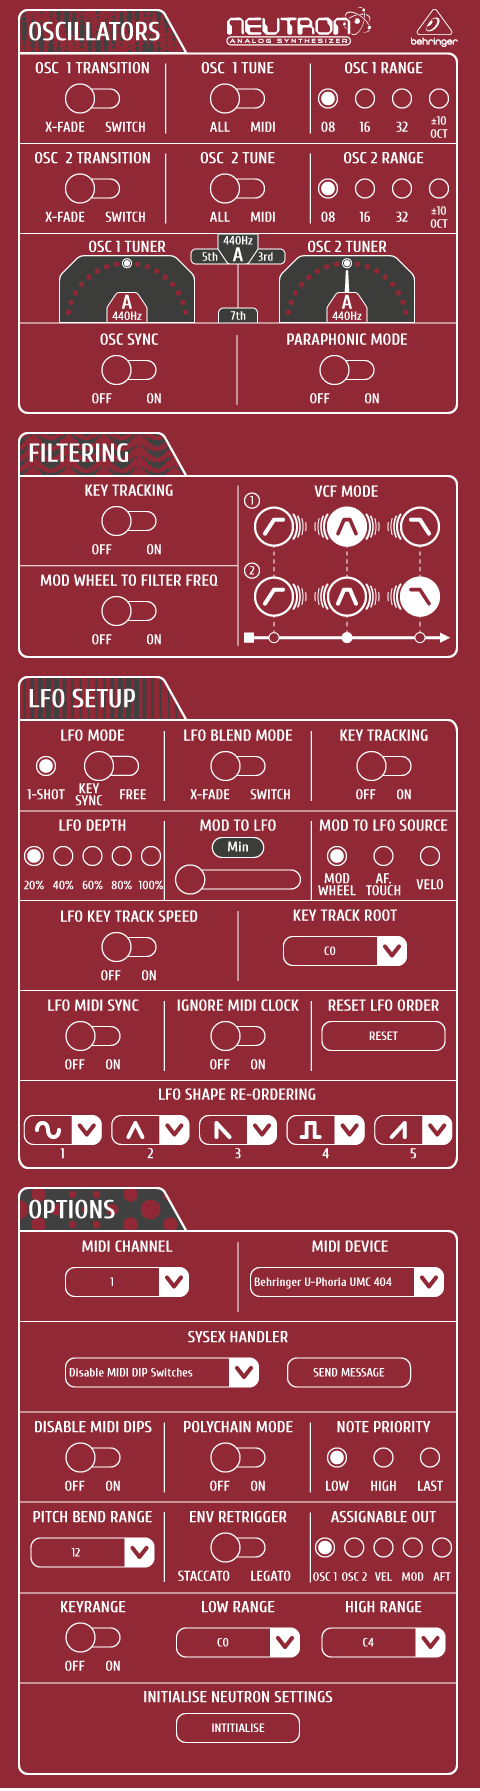 OSCILLATORS
NEUTRON
ANALOG SYNTHESIZER
behringer
OSC 1 TRANSITION
OSC 1 TUNE
OSC 1 RANGE
X-FADE SWITCH
ALL MIDI
08 16 32 ±10 OCT
OSC 2 TRANSITION
OSC 2 TUNE
OSC 2 RANGE
X-FADE SWITCH
ALL MIDI
08 16 32 ±10 OCT
OSC 1 TUNER
A
440Hz
440Hz
5th A 3rd
7th
OSC 2 TUNER
A
440Hz
OSC SYNC
PARAPHONIC MODE
OFF ON
OFF ON
FILTERING
KEY TRACKING
OFF ON
MOD WHEEL TO FILTER FREQ
OFF ON
VCF MODE
1
2
LFO SETUP
LFO MODE
LFO BLEND MODE
KEY TRACKING
1-SHOT KEY SYNC FREE
X-FADE SWITCH
OFF ON
LFO DEPTH
MOD TO LFO
MOD TO LFO SOURCE
Min
20% 40% 60% 80% 100%
MOD WHEEL AF. TOUCH VELO
LFO KEY TRACK SPEED
KEY TRACK ROOT
OFF ON
C0
LFO MIDI SYNC
IGNORE MIDI CLOCK
RESET LFO ORDER
OFF ON
OFF ON
RESET
LFO SHAPE RE-ORDERING
1 2 3 4 5
OPTIONS
MIDI CHANNEL
MIDI DEVICE
1
Behringer U-Phoria UMC 404
SYSEX HANDLER
Disable MIDI DIP Switches
SEND MESSAGE
DISABLE MIDI DIPS
POLYCHAIN MODE
NOTE PRIORITY
OFF ON
OFF ON
LOW HIGH LAST
PITCH BEND RANGE
ENV RETRIGGER
ASSIGNABLE OUT
12
STACCATO LEGATO
OSC 1 OSC 2 VEL MOD AFT
KEYRANGE
LOW RANGE
HIGH RANGE
OFF ON
C0
C4
INITIALISE NEUTRON SETTINGS
INTITIALISE